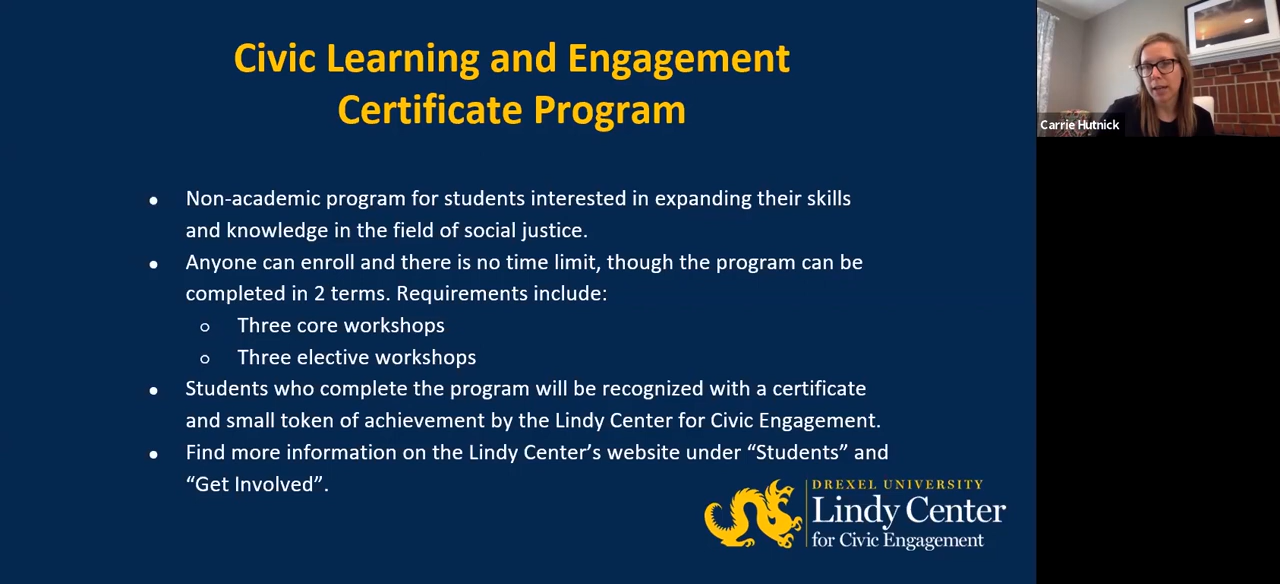 Civic Learning and Engagement
Certificate Program
• Non-academic program for students interested in expanding their skills
and knowledge in the field of social justice.
• Anyone can enroll and there is no time limit, though the program can be
completed in 2 terms. Requirements include:
○ Three core workshops
○ Three elective workshops
• Students who complete the program will be recognized with a certificate
and small token of achievement by the Lindy Center for Civic Engagement.
• Find more information on the Lindy Center’s website under “Students” and
“Get Involved”.
DREXEL UNIVERSITY
Lindy Center
for Civic Engagement
Carrie Hutnick